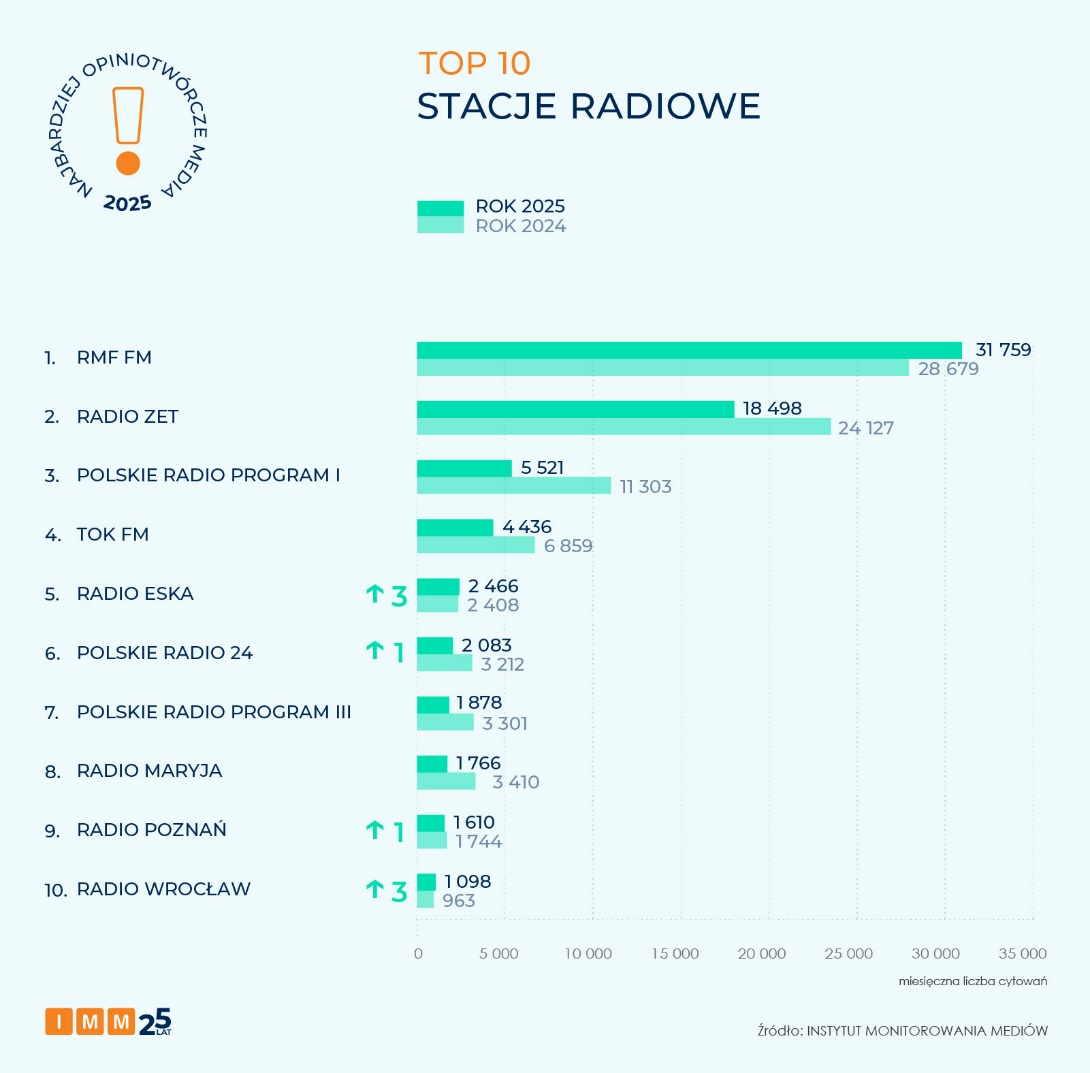 NAJBARDZIEJ OPINIOTWÓRCZE MEDIA
2025
TOP 10
STACJE RADIOWE
ROK 2025
ROK 2024
1. RMF FM 31 759
28 679
2. RADIO ZET 18 498
24 127
3. POLSKIE RADIO PROGRAM I 5 521
11 303
4. TOK FM 4 436
6 859
5. RADIO ESKA ↑ 3 2 466
2 408
6. POLSKIE RADIO 24 ↑ 1 2 083
3 212
7. POLSKIE RADIO PROGRAM III 1 878
3 301
8. RADIO MARYJA 1 766
3 410
9. RADIO POZNAŃ ↑ 1 1 610
1 744
10. RADIO WROCŁAW ↑ 3 1 098
963
0 5 000 10 000 15 000 20 000 25 000 30 000 35 000
miesięczna liczba cytowań
IMM 25 LAT
Źródło: INSTYTUT MONITOROWANIA MEDIÓW